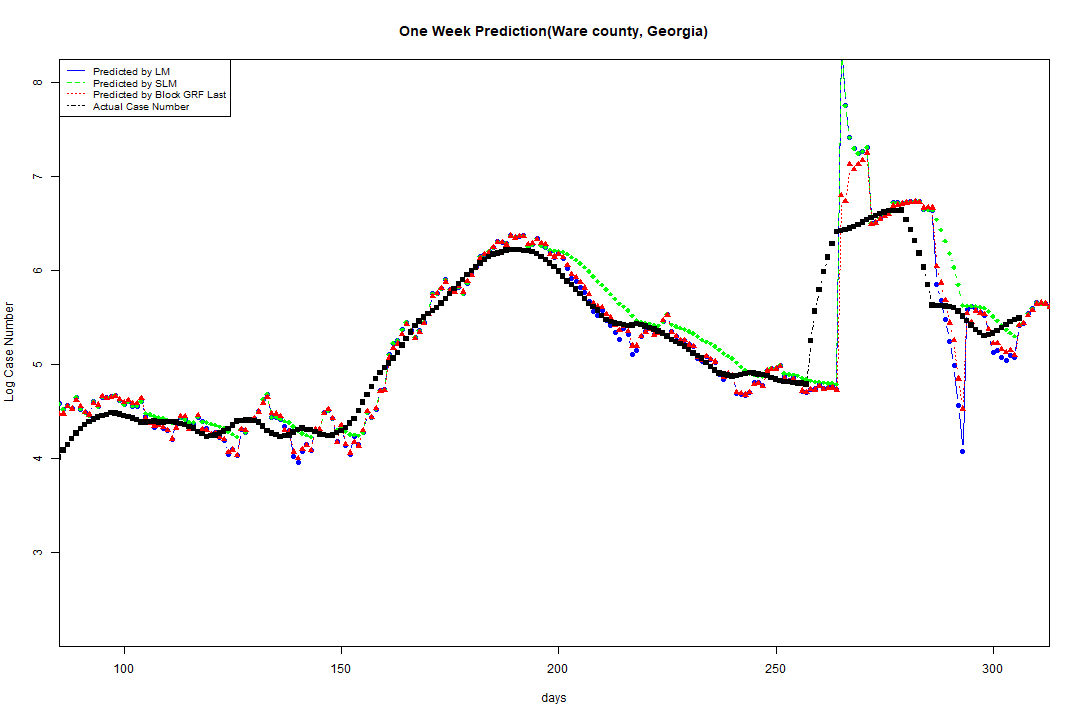 One Week Prediction(Ware county, Georgia)
Predicted by LM
Predicted by SLM
Predicted by Block GRF Last
Actual Case Number
8
7
6
5
4
3
Log Case Number
100 150 200 250 300
days